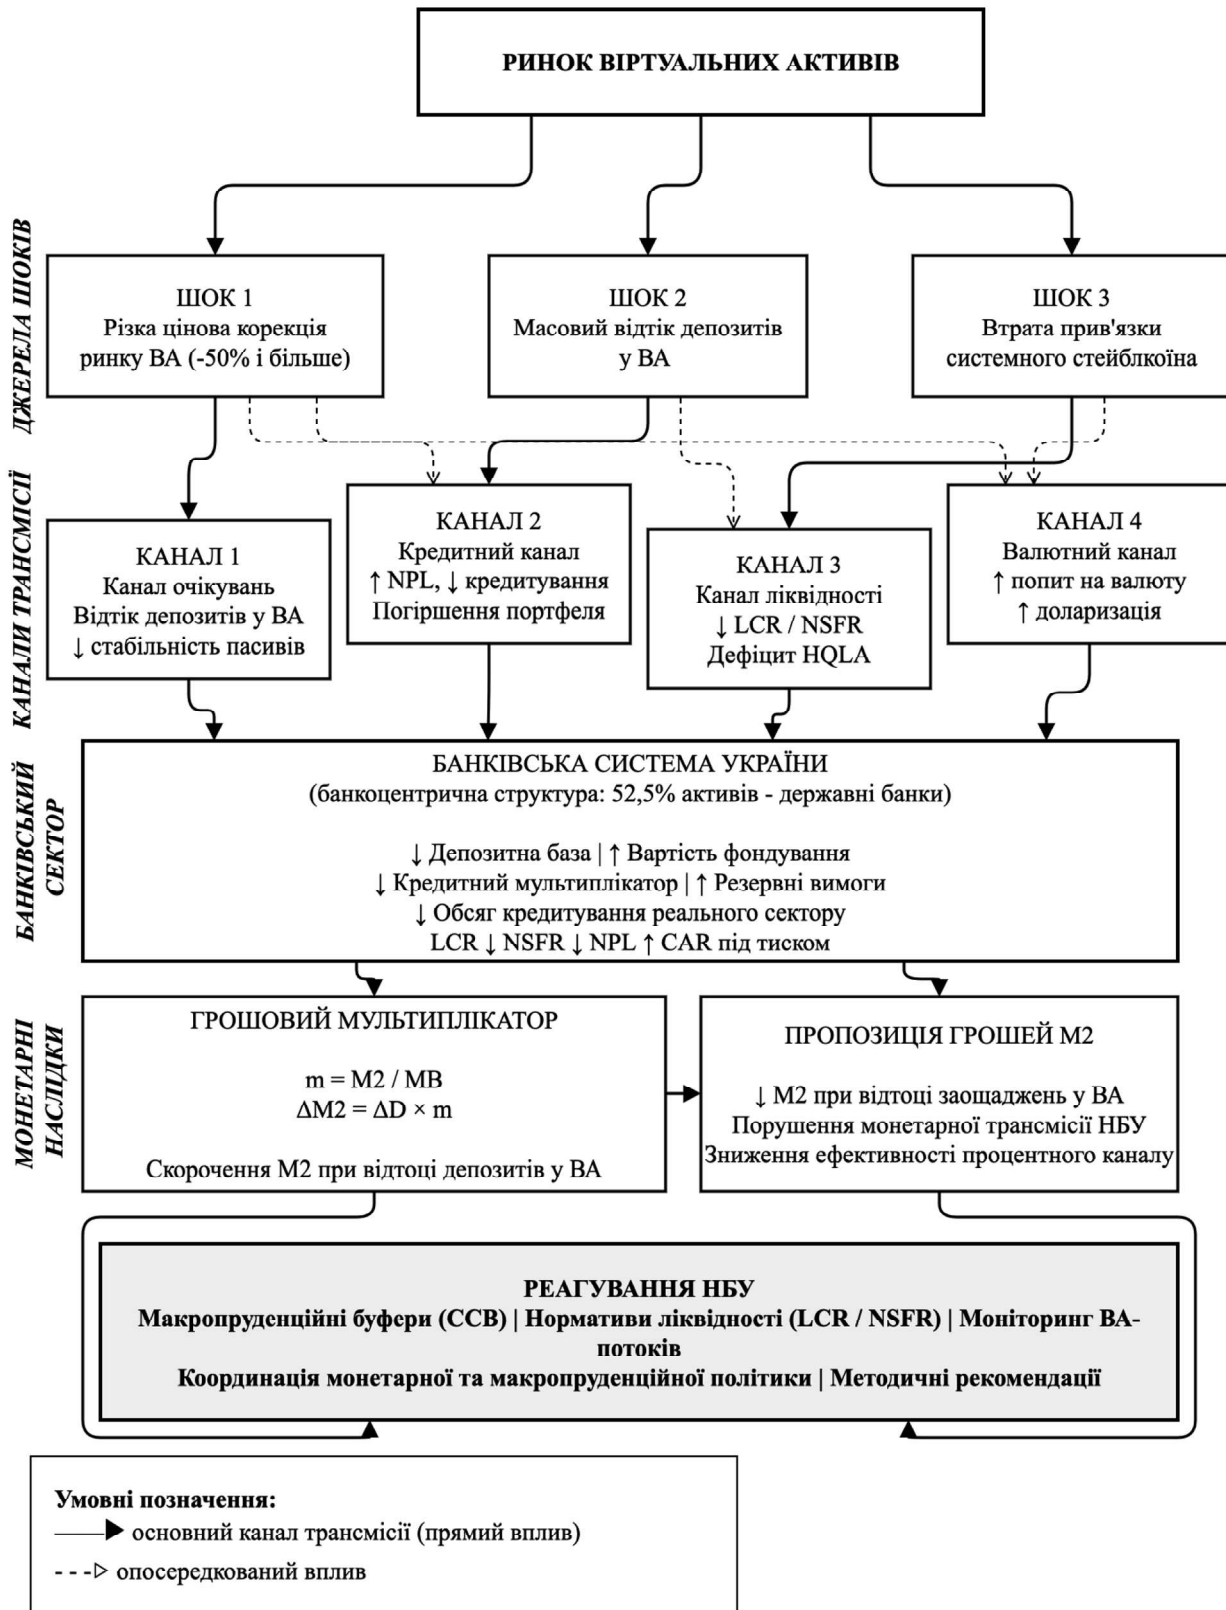 РИНОК ВІРТУАЛЬНИХ АКТИВІВ
ДЖЕРЕЛА ШОКІВ
ШОК 1
Різка цінова корекція
ринку ВА (-50% і більше)
ШОК 2
Масовий відтік депозитів
у ВА
ШОК 3
Втрата прив'язки
системного стейблкоїна
КАНАЛИ ТРАНСМІСІЇ
КАНАЛ 1
Канал очікувань
Відтік депозитів у ВА
↓ стабільність пасивів
КАНАЛ 2
Кредитний канал
↑ NPL, ↓ кредитування
Погіршення портфеля
КАНАЛ 3
Канал ліквідності
↓ LCR / NSFR
Дефіцит HQLA
КАНАЛ 4
Валютний канал
↑ попит на валюту
↑ доларизація
БАНКІВСЬКИЙ
СЕКТОР
БАНКІВСЬКА СИСТЕМА УКРАЇНИ
(банкоцентрична структура: 52,5% активів - державні банки)
↓ Депозитна база | ↑ Вартість фондування
↓ Кредитний мультиплікатор | ↑ Резервні вимоги
↓ Обсяг кредитування реального сектору
LCR ↓ NSFR ↓ NPL ↑ CAR під тиском
МОНЕТАРНІ
НАСЛІДКИ
ГРОШОВИЙ МУЛЬТИПЛІКАТОР
m = M2 / MB
ΔM2 = ΔD × m
Скорочення М2 при відтоці депозитів у ВА
ПРОПОЗИЦІЯ ГРОШЕЙ М2
↓ М2 при відтоці заощаджень у ВА
Порушення монетарної трансмісії НБУ
Зниження ефективності процентного каналу
РЕАГУВАННЯ НБУ
Макропруденційні буфери (ССВ) | Нормативи ліквідності (LCR / NSFR) | Моніторинг ВА-
потоків
Координація монетарної та макропруденційної політики | Методичні рекомендації
Умовні позначення:
основний канал трансмісії (прямий вплив)
опосередкований вплив